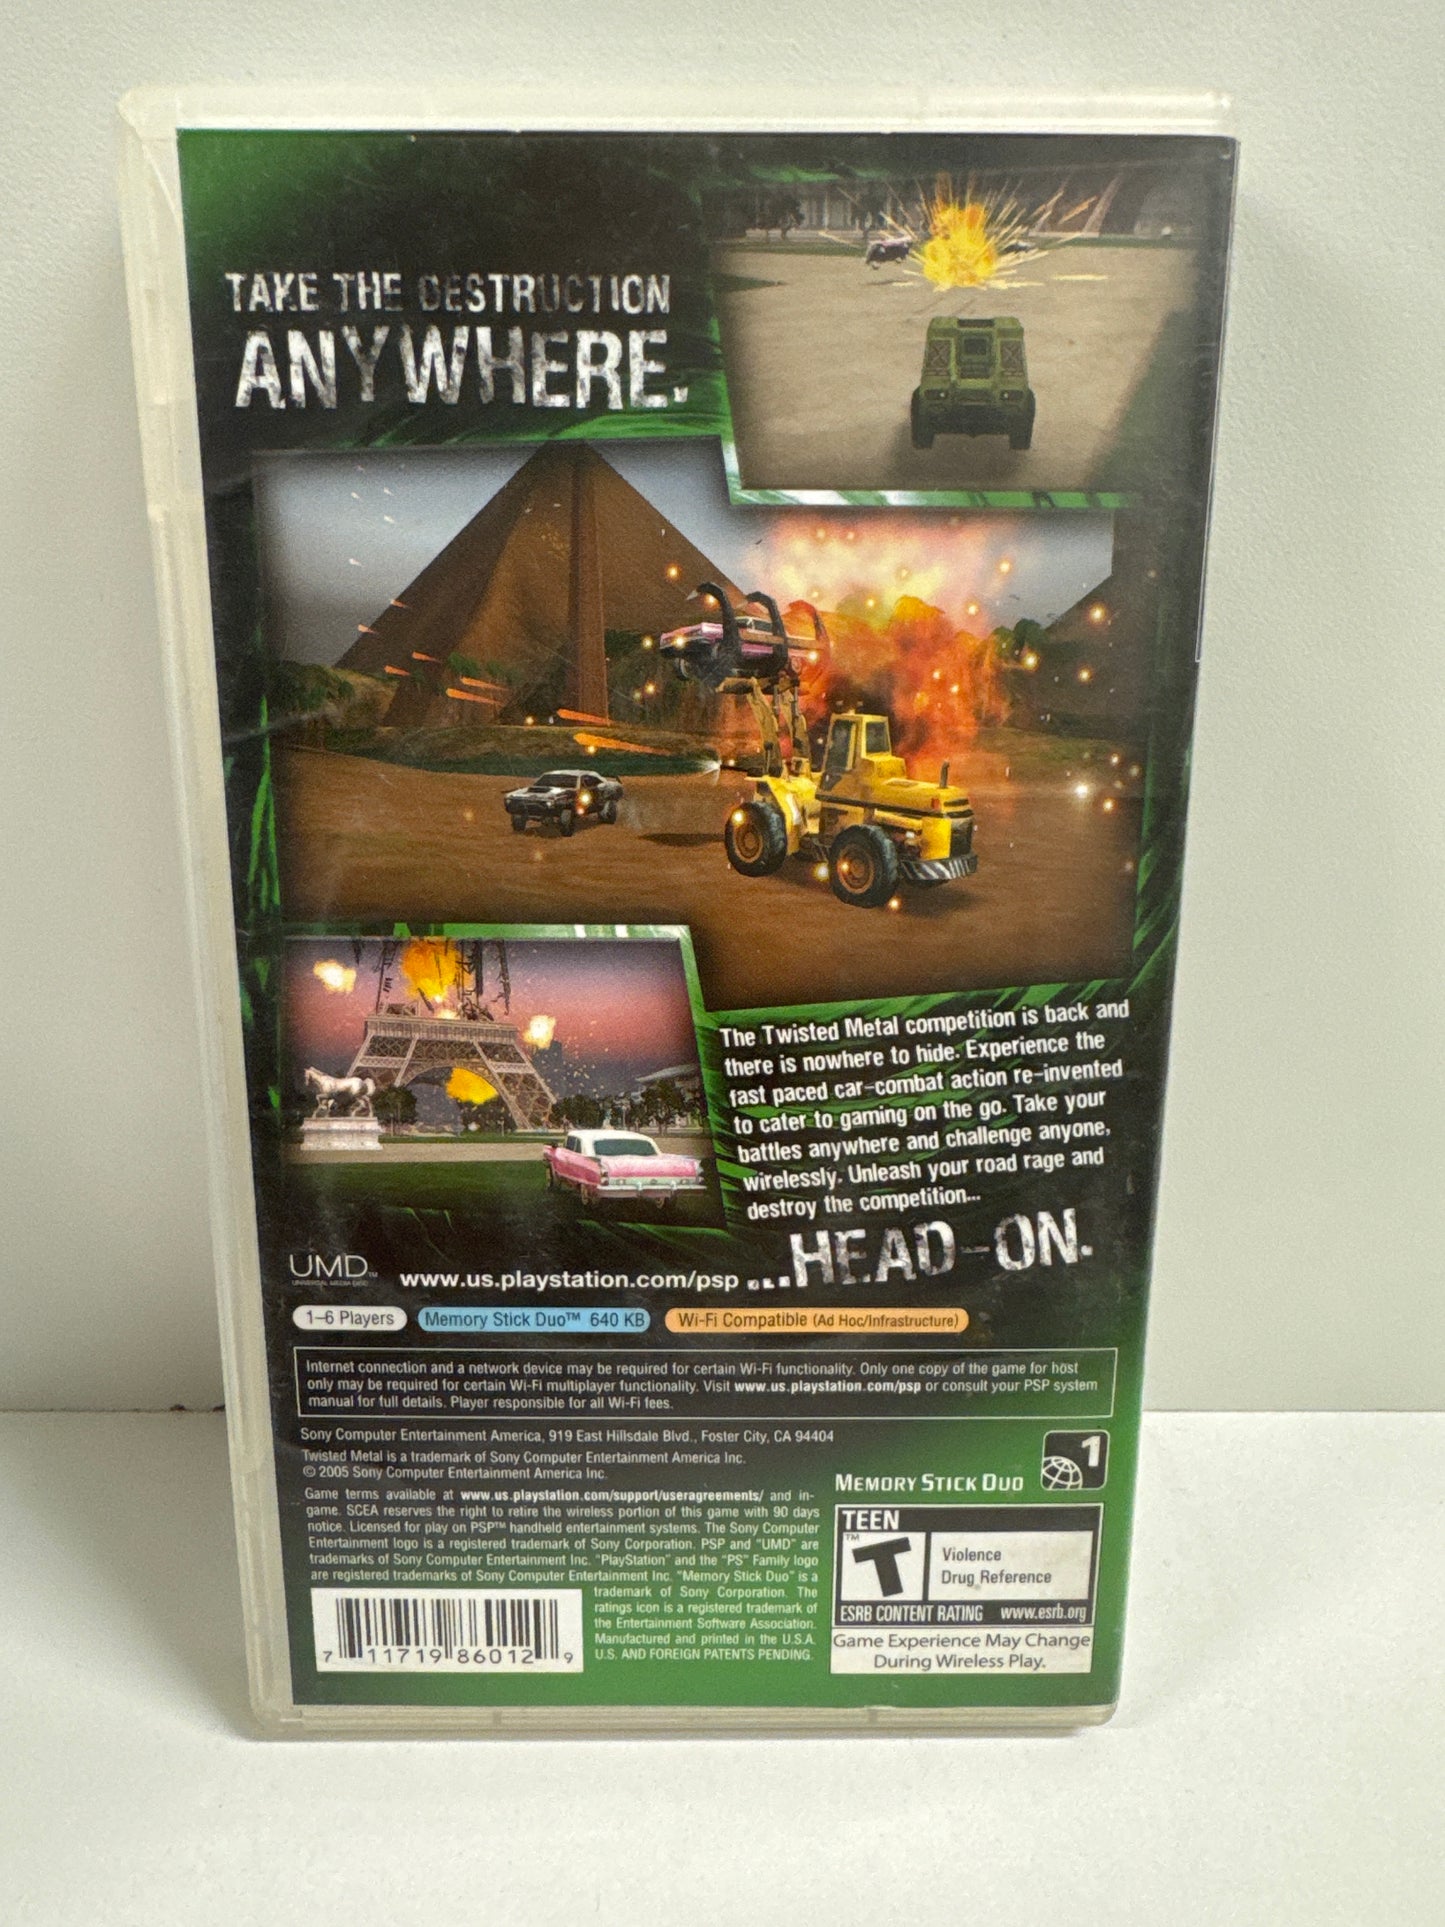 TAKE THE DESTRUCTION
ANYWHERE.
The Twisted Metal competition is back and
there is nowhere to hide. Experience the
fast paced car-combat action re-invented
to cater to gaming on the go. Take your
battles anywhere and challenge anyone,
wirelessly. Unleash your road rage and
destroy the competition...
...HEAD-ON.
UMD™
UNIVERSAL MEDIA DISC
www.us.playstation.com/psp
1-6 Players
Memory Stick Duo™ 640 KB
Wi-Fi Compatible (Ad Hoc/Infrastructure)
Internet connection and a network device may be required for certain Wi-Fi functionality. Only one copy of the game for host
only may be required for certain Wi-Fi multiplayer functionality. Visit www.us.playstation.com/psp or consult your PSP system
manual for full details. Player responsible for all Wi-Fi fees.
Sony Computer Entertainment America, 919 East Hillsdale Blvd., Foster City, CA 94404
Twisted Metal is a trademark of Sony Computer Entertainment America Inc.
© 2005 Sony Computer Entertainment America Inc.
Game terms available at www.us.playstation.com/support/useragreements/ and in-
game. SCEA reserves the right to retire the wireless portion of this game with 90 days
notice. Licensed for play on PSP™ handheld entertainment systems. The Sony Computer
Entertainment logo is a registered trademark of Sony Corporation. PSP and "UMD" are
trademarks of Sony Computer Entertainment Inc. "PlayStation" and the "PS" Family logo
are registered trademarks of Sony Computer Entertainment Inc. "Memory Stick Duo" is a
trademark of Sony Corporation. The
ratings icon is a registered trademark of
the Entertainment Software Association.
Manufactured and printed in the U.S.A.
U.S. AND FOREIGN PATENTS PENDING.
7 11719 86012 9
MEMORY STICK DUO
1
TEEN
T™
Violence
Drug Reference
ESRB CONTENT RATING www.esrb.org
Game Experience May Change
During Wireless Play.